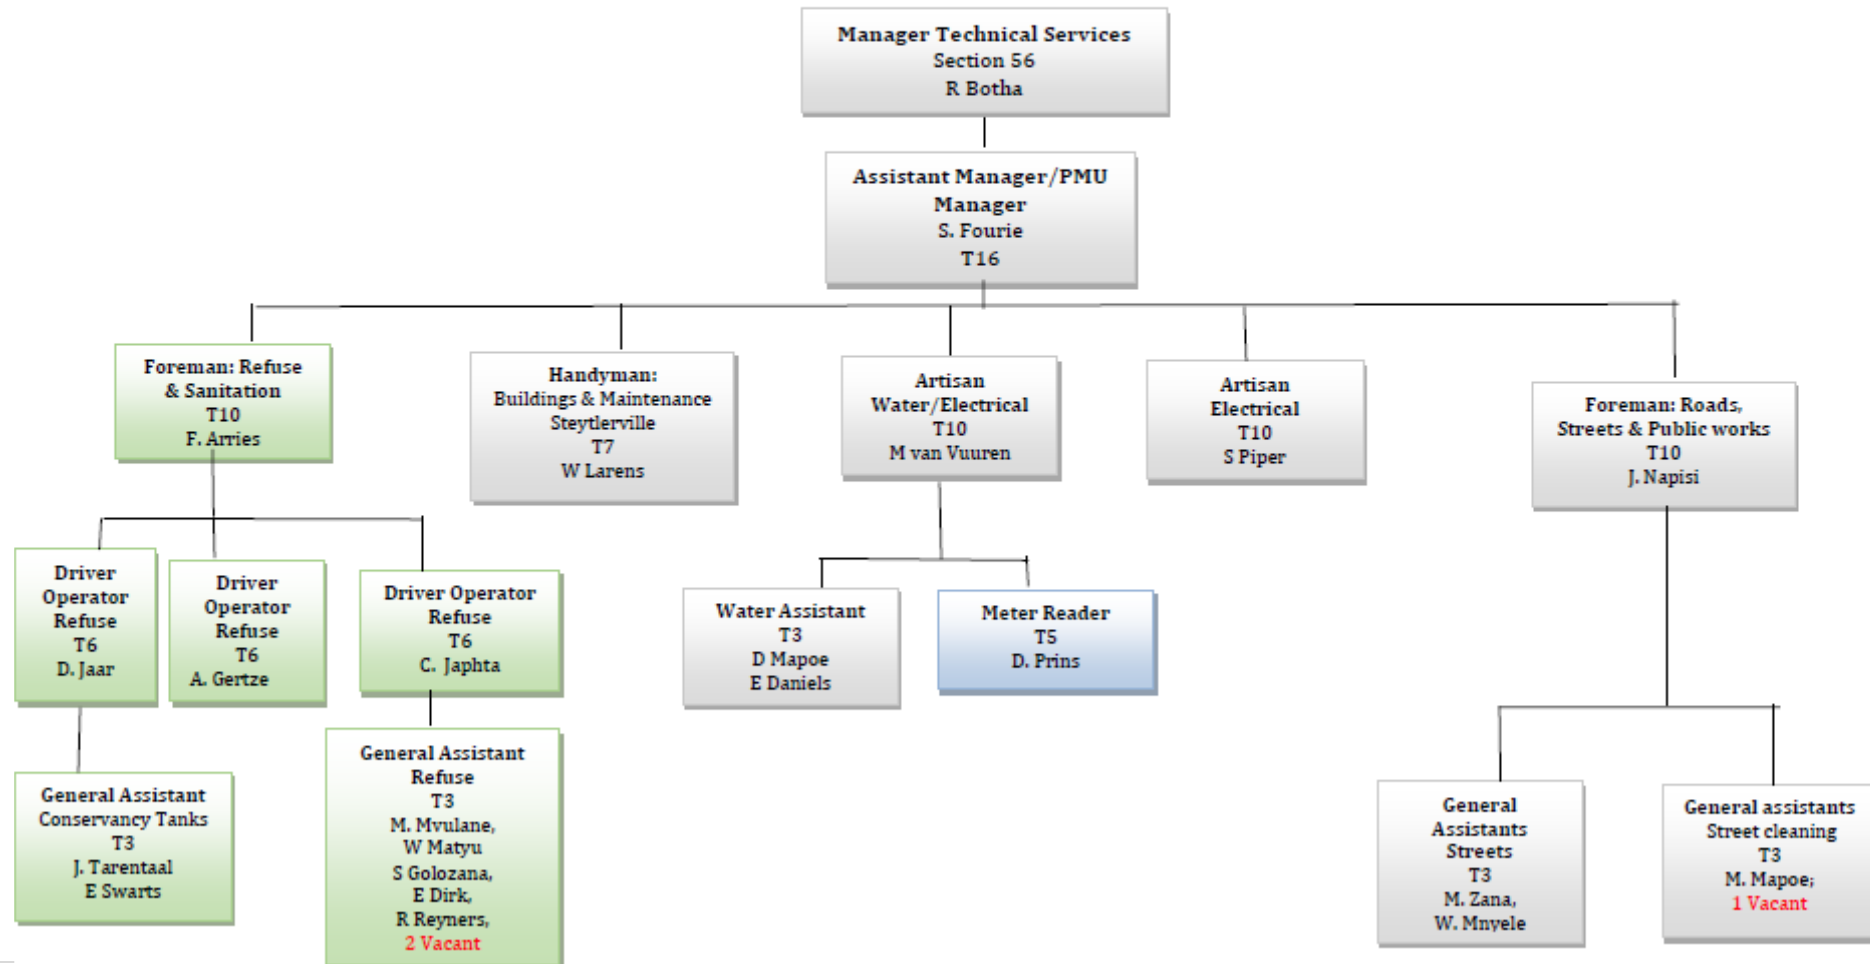 Manager Technical Services
Section 56
R Botha
Assistant Manager/PMU
Manager
S. Fourie
T16
Foreman: Refuse
& Sanitation
T10
F. Arries
Handyman:
Buildings & Maintenance
Steytlerville
T7
W Larens
Artisan
Water/Electrical
T10
M van Vuuren
Artisan
Electrical
T10
S Piper
Foreman: Roads,
Streets & Public works
T10
J. Napisi
Driver
Operator
Refuse
T6
D. Jaar
Driver
Operator
Refuse
T6
A. Gertze
Driver Operator
Refuse
T6
C. Japhta
Water Assistant
T3
D Mapoe
E Daniels
Meter Reader
T5
D. Prins
General Assistant
Conservancy Tanks
T3
J. Tarentaal
E Swarts
General Assistant
Refuse
T3
M. Mvulane,
W Matyu
S Golozana,
E Dirk,
R Reyners,
2 Vacant
General
Assistants
Streets
T3
M. Zana,
W. Mnyele
General assistants
Street cleaning
T3
M. Mapoe;
1 Vacant